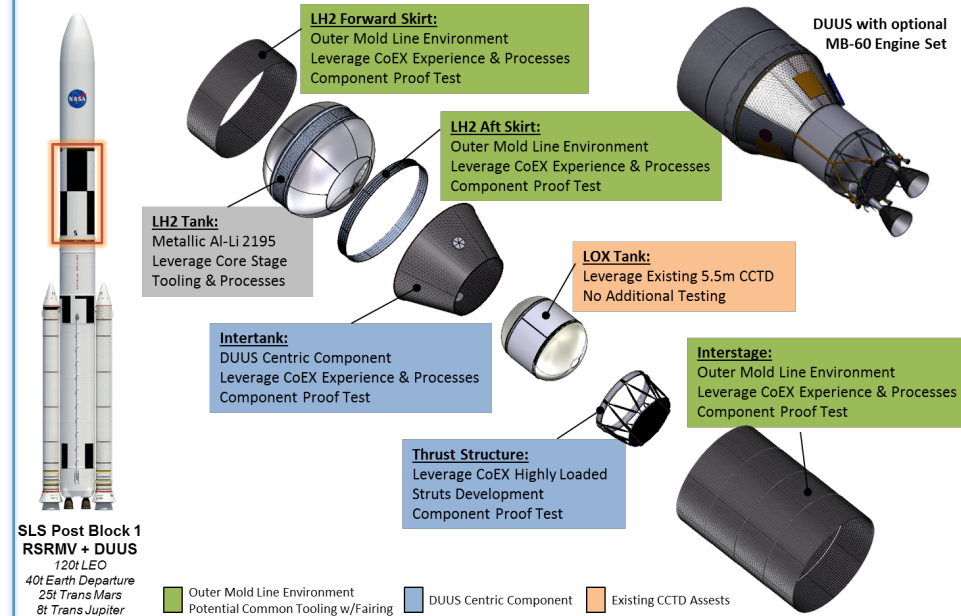 LH2 Forward Skirt:
Outer Mold Line Environment
Leverage CoEX Experience & Processes
Component Proof Test
DUUS with optional
MB-60 Engine Set
NASA
LH2 Aft Skirt:
Outer Mold Line Environment
Leverage CoEX Experience & Processes
Component Proof Test
LH2 Tank:
Metallic Al-Li 2195
Leverage Core Stage
Tooling & Processes
LOX Tank:
Leverage Existing 5.5m CCTD
No Additional Testing
Intertank:
DUUS Centric Component
Leverage CoEX Experience & Processes
Component Proof Test
Interstage:
Outer Mold Line Environment
Leverage CoEX Experience & Processes
Component Proof Test
Thrust Structure:
Leverage CoEX Highly Loaded
Struts Development
Component Proof Test
SLS Post Block 1
RSRMV + DUUS
120t LEO
40t Earth Departure
25t Trans Mars
8t Trans Jupiter
Outer Mold Line Environment
Potential Common Tooling w/Fairing
DUUS Centric Component
Existing CCTD Assests